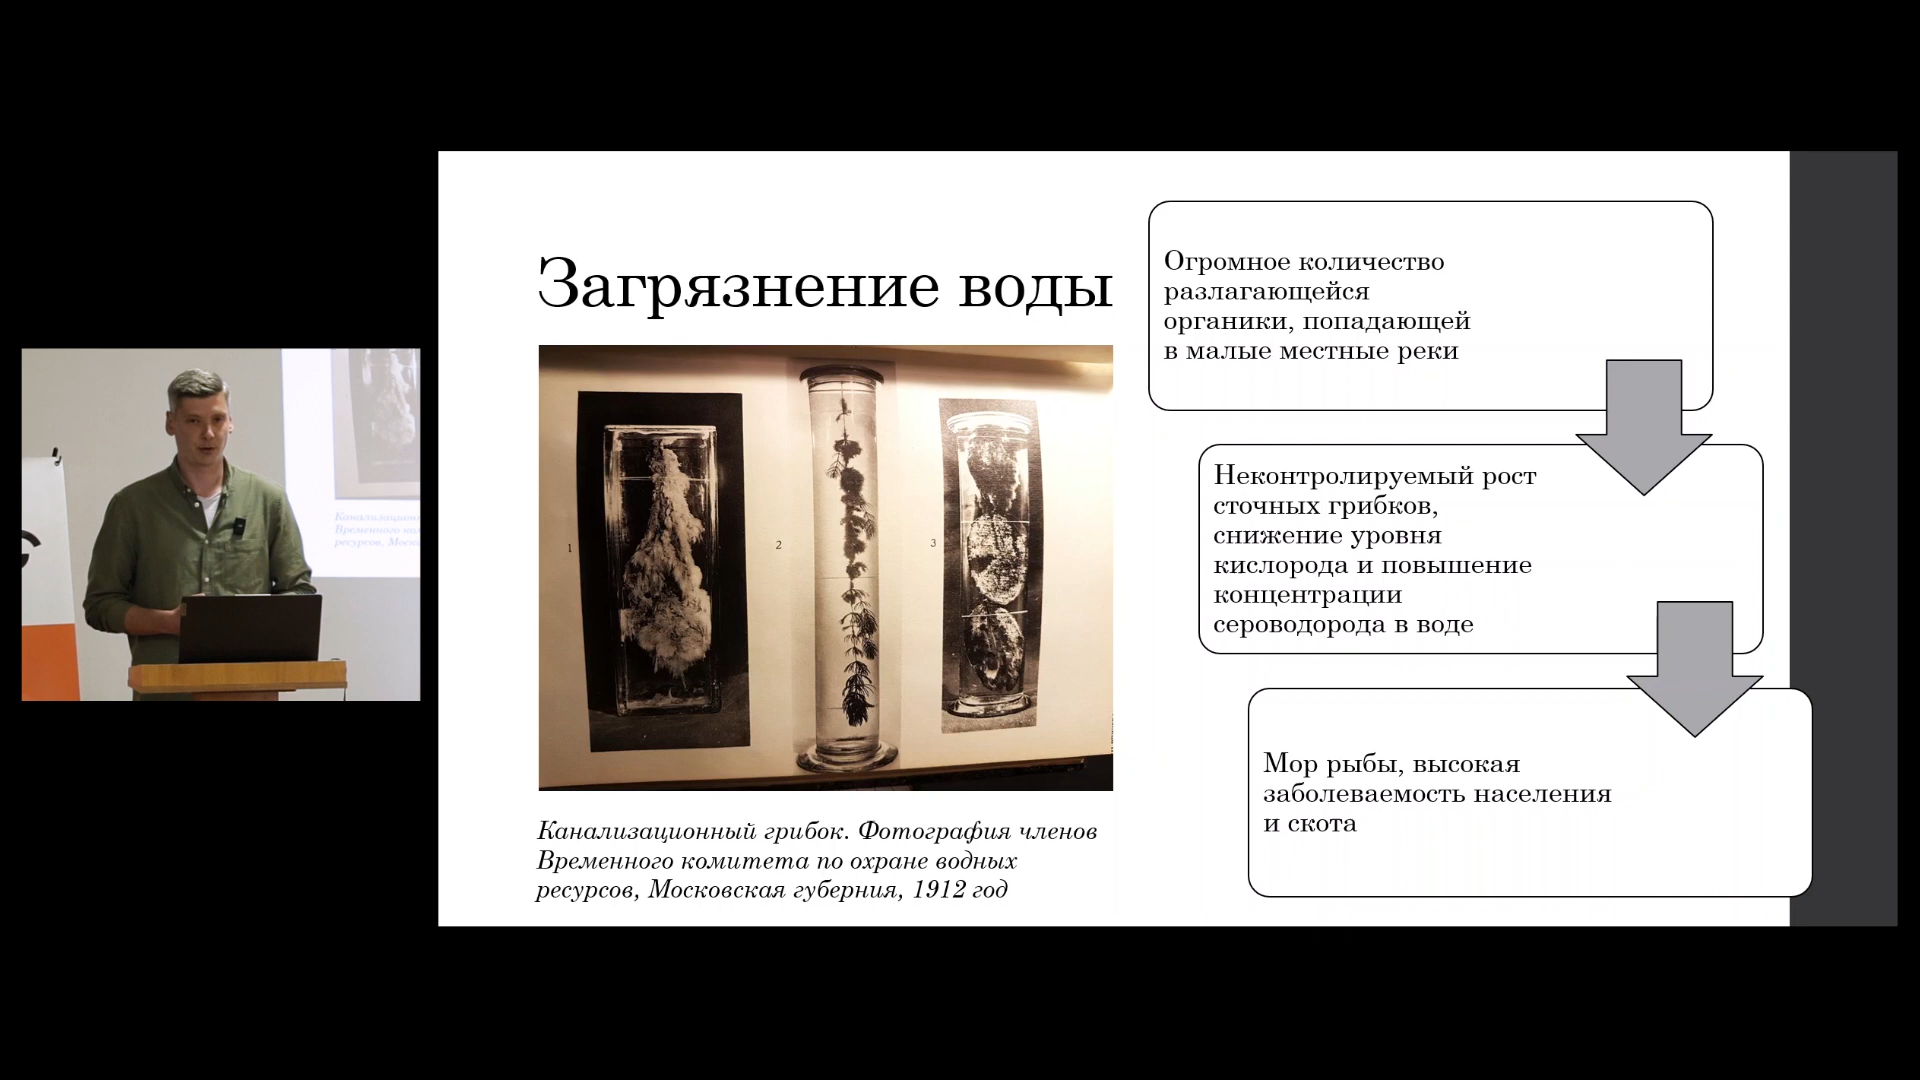 Загрязнение воды
1
2
3
Канализационный грибок. Фотография членов
Временного комитета по охране водных
ресурсов, Московская губерния, 1912 год
Огромное количество
разлагающейся
органики, попадающей
в малые местные реки
Неконтролируемый рост
сточных грибков,
снижение уровня
кислорода и повышение
концентрации
сероводорода в воде
Мор рыбы, высокая
заболеваемость населения
и скота